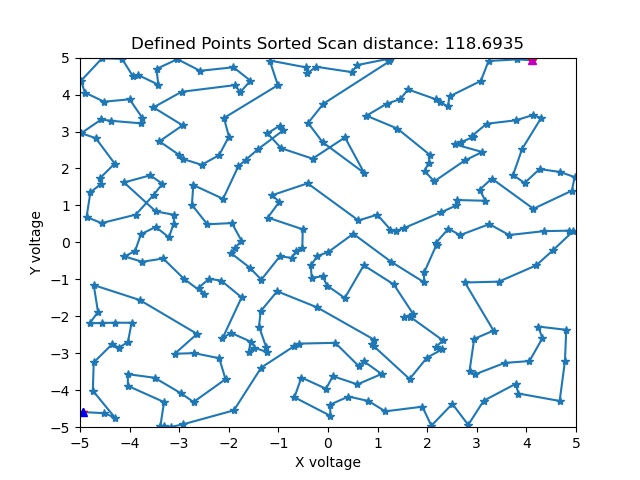 Defined Points Sorted Scan distance: 118.6935
5
4
3
2
1
0
−1
−2
−3
−4
−5
Y voltage
−5 −4 −3 −2 −1 0 1 2 3 4 5
X voltage